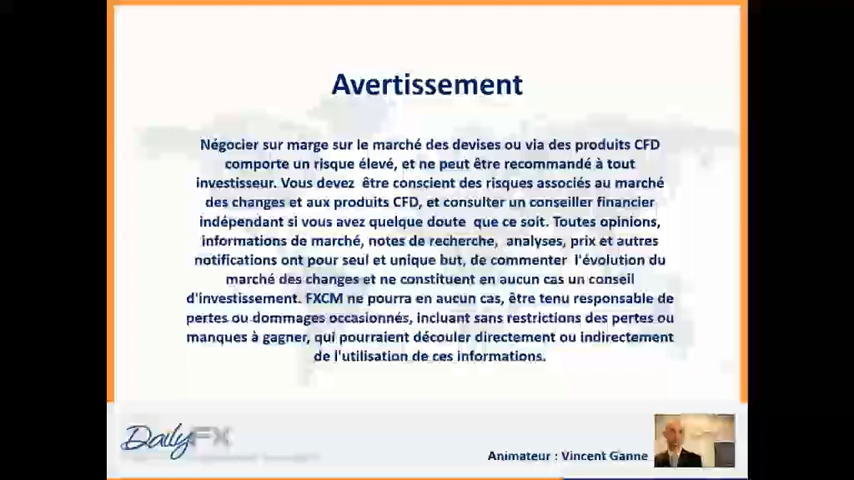 Avertissement
Négocier sur marge sur le marché des devises ou via des produits CFD
comporte un risque élevé, et ne peut être recommandé à tout
investisseur. Vous devez être conscient des risques associés au marché
des changes et aux produits CFD, et consulter un conseiller financier
indépendant si vous avez quelque doute que ce soit. Toutes opinions,
informations de marché, notes de recherche, analyses, prix et autres
notifications ont pour seul et unique but, de commenter l'évolution du
marché des changes et ne constituent en aucun cas un conseil
d'investissement. FXCM ne pourra en aucun cas, être tenu responsable de
pertes ou dommages occasionnés, incluant sans restrictions des pertes ou
manques à gagner, qui pourraient découler directement ou indirectement
de l'utilisation de ces informations.
DailyFX
Animateur : Vincent Ganne